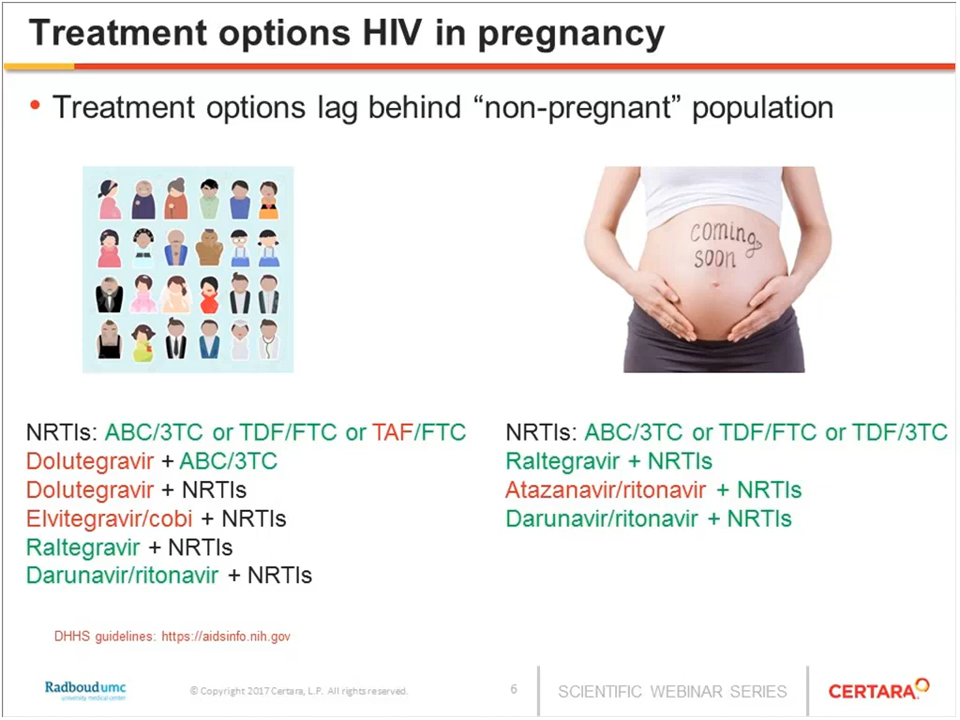 Treatment options HIV in pregnancy
• Treatment options lag behind “non-pregnant” population
coming
soon
NRTIs: ABC/3TC or TDF/FTC or TAF/FTC
Dolutegravir + ABC/3TC
Dolutegravir + NRTIs
Elvitegravir/cobi + NRTIs
Raltegravir + NRTIs
Darunavir/ritonavir + NRTIs
NRTIs: ABC/3TC or TDF/FTC or TDF/3TC
Raltegravir + NRTIs
Atazanavir/ritonavir + NRTIs
Darunavir/ritonavir + NRTIs
DHHS guidelines: https://aidsinfo.nih.gov
Radboudumc
university medical center
© Copyright 2017 Certara, L.P. All rights reserved.
6
SCIENTIFIC WEBINAR SERIES
CERTARA